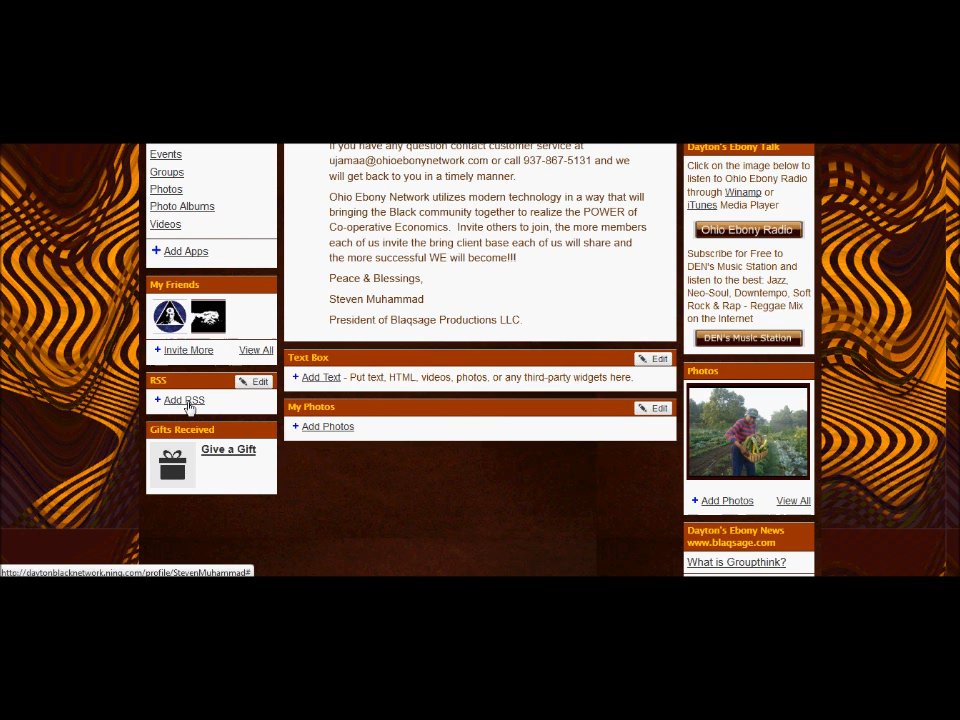 Events
Groups
Photos
Photo Albums
Videos
+ Add Apps
My Friends
+ Invite More View All
RSS Edit
+ Add RSS
Gifts Received
Give a Gift
If you have any question contact customer service at
ujamaa@ohioebonynetwork.com or call 937-867-5131 and we
will get back to you in a timely manner.
Ohio Ebony Network utilizes modern technology in a way that will
bringing the Black community together to realize the POWER of
Co-operative Economics. Invite others to join, the more members
each of us invite the bring client base each of us will share and
the more successful WE will become!!!
Peace & Blessings,
Steven Muhammad
President of Blaqsage Productions LLC.
Text Box Edit
+ Add Text - Put text, HTML, videos, photos, or any third-party widgets here.
My Photos Edit
+ Add Photos
Dayton's Ebony Talk
Click on the image below to
listen to Ohio Ebony Radio
through Winamp or
iTunes Media Player
Ohio Ebony Radio
Subscribe for Free to
DEN's Music Station and
listen to the best: Jazz,
Neo-Soul, Downtempo, Soft
Rock & Rap - Reggae Mix
on the Internet
DEN's Music Station
Photos
+ Add Photos View All
Dayton's Ebony News
www.blaqsage.com
What is Groupthink?
http://daytonblacknetwork.ning.com/profile/StevenMuhammad#